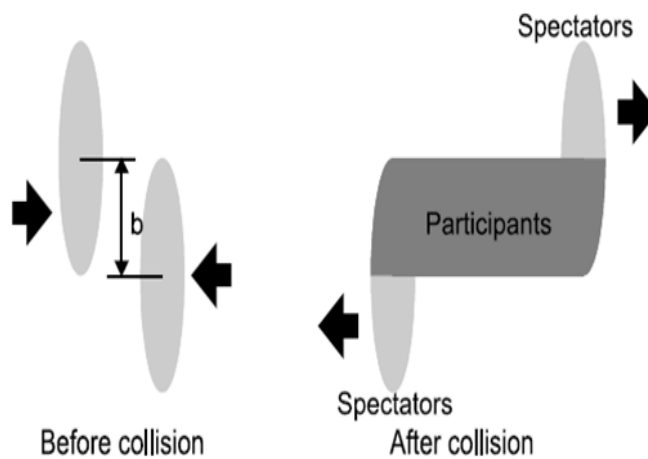 Spectators
b
Participants
Spectators
Before collision
After collision